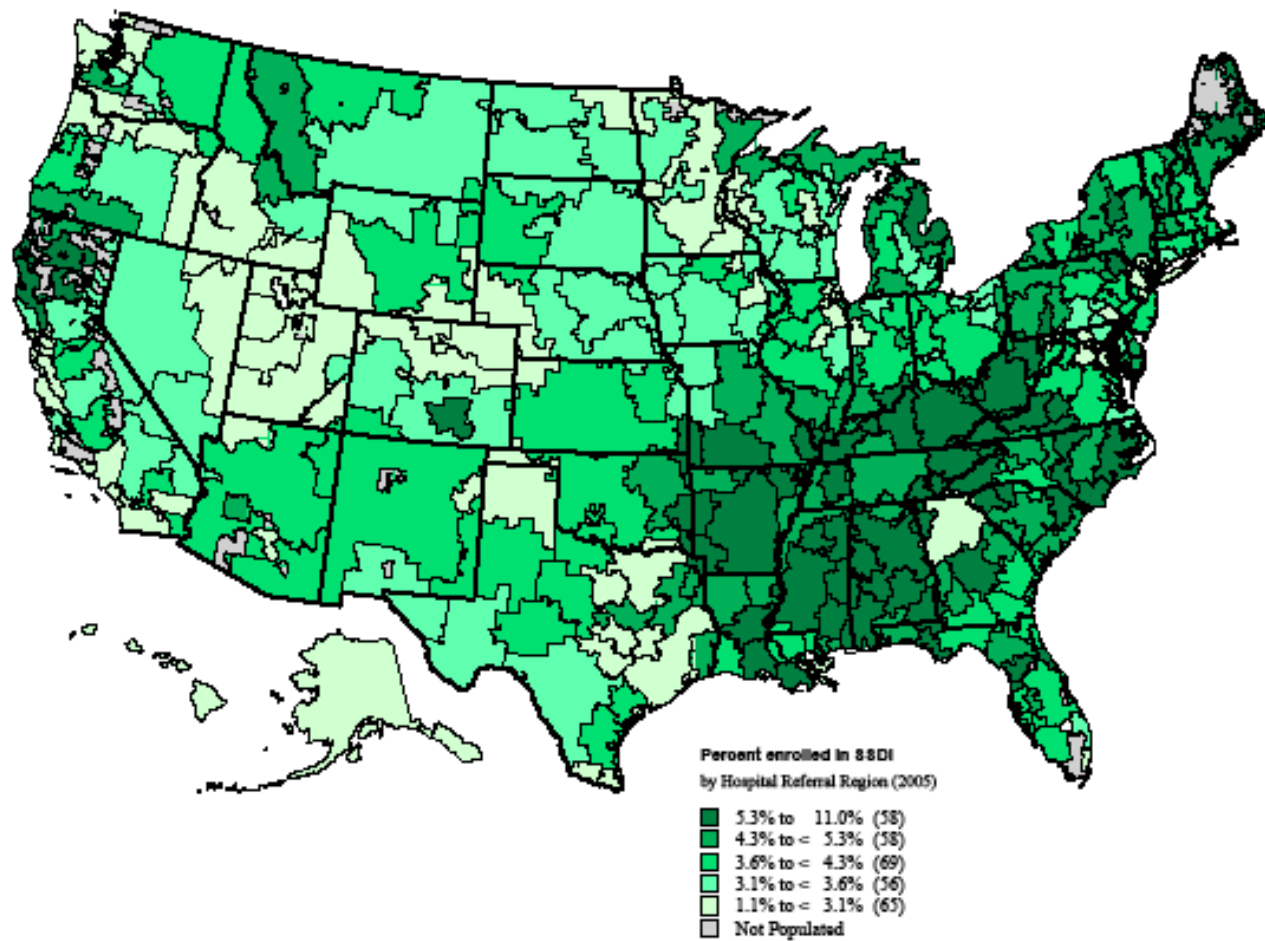 Percent enrolled in SSDI
by Hospital Referral Region (2005)
5.3% to 11.0% (58)
4.3% to < 5.3% (58)
3.6% to < 4.3% (69)
3.1% to < 3.6% (56)
1.1% to < 3.1% (65)
Not Populated